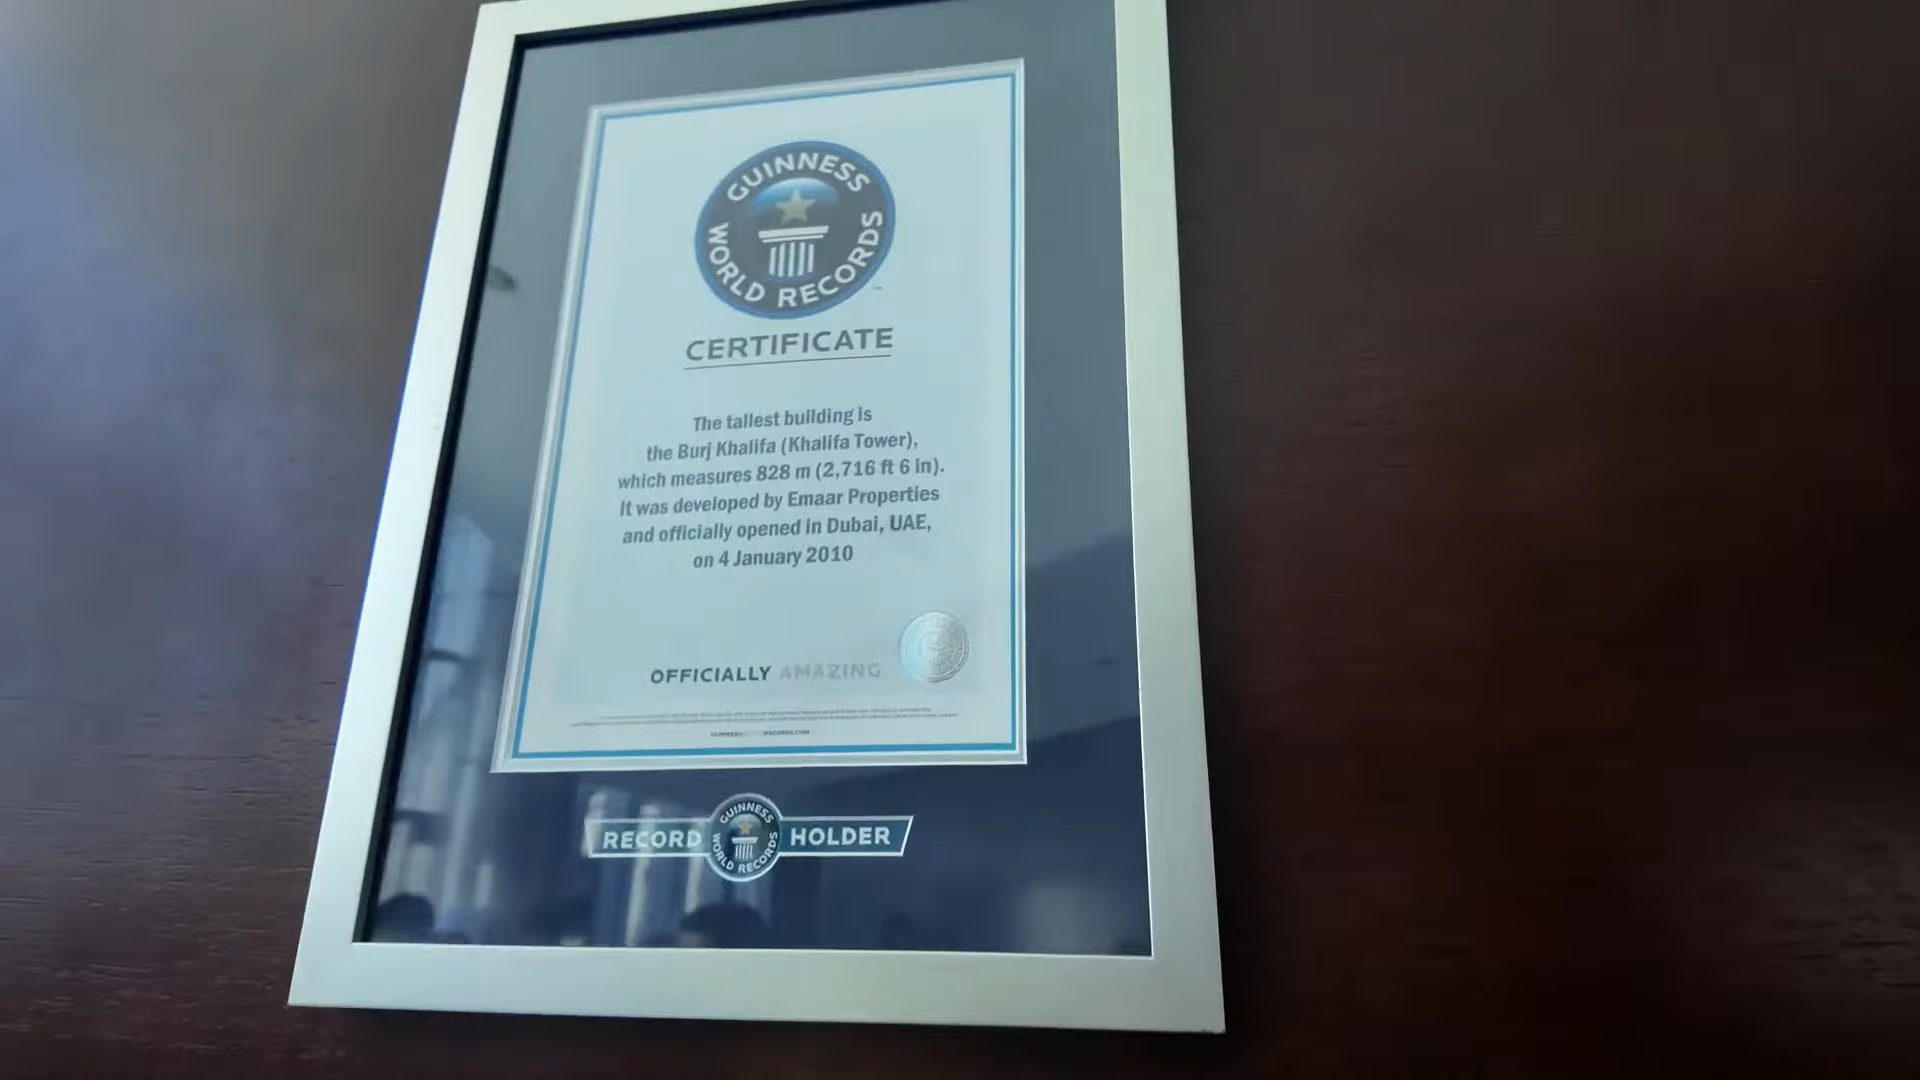 GUINNESS
WORLD RECORDS
CERTIFICATE
The tallest building is
the Burj Khalifa (Khalifa Tower),
which measures 828 m (2,716 ft 6 in).
It was developed by Emaar Properties
and officially opened in Dubai, UAE,
on 4 January 2010
OFFICIALLY AMAZING
RECORD GUINNESS WORLD RECORDS HOLDER